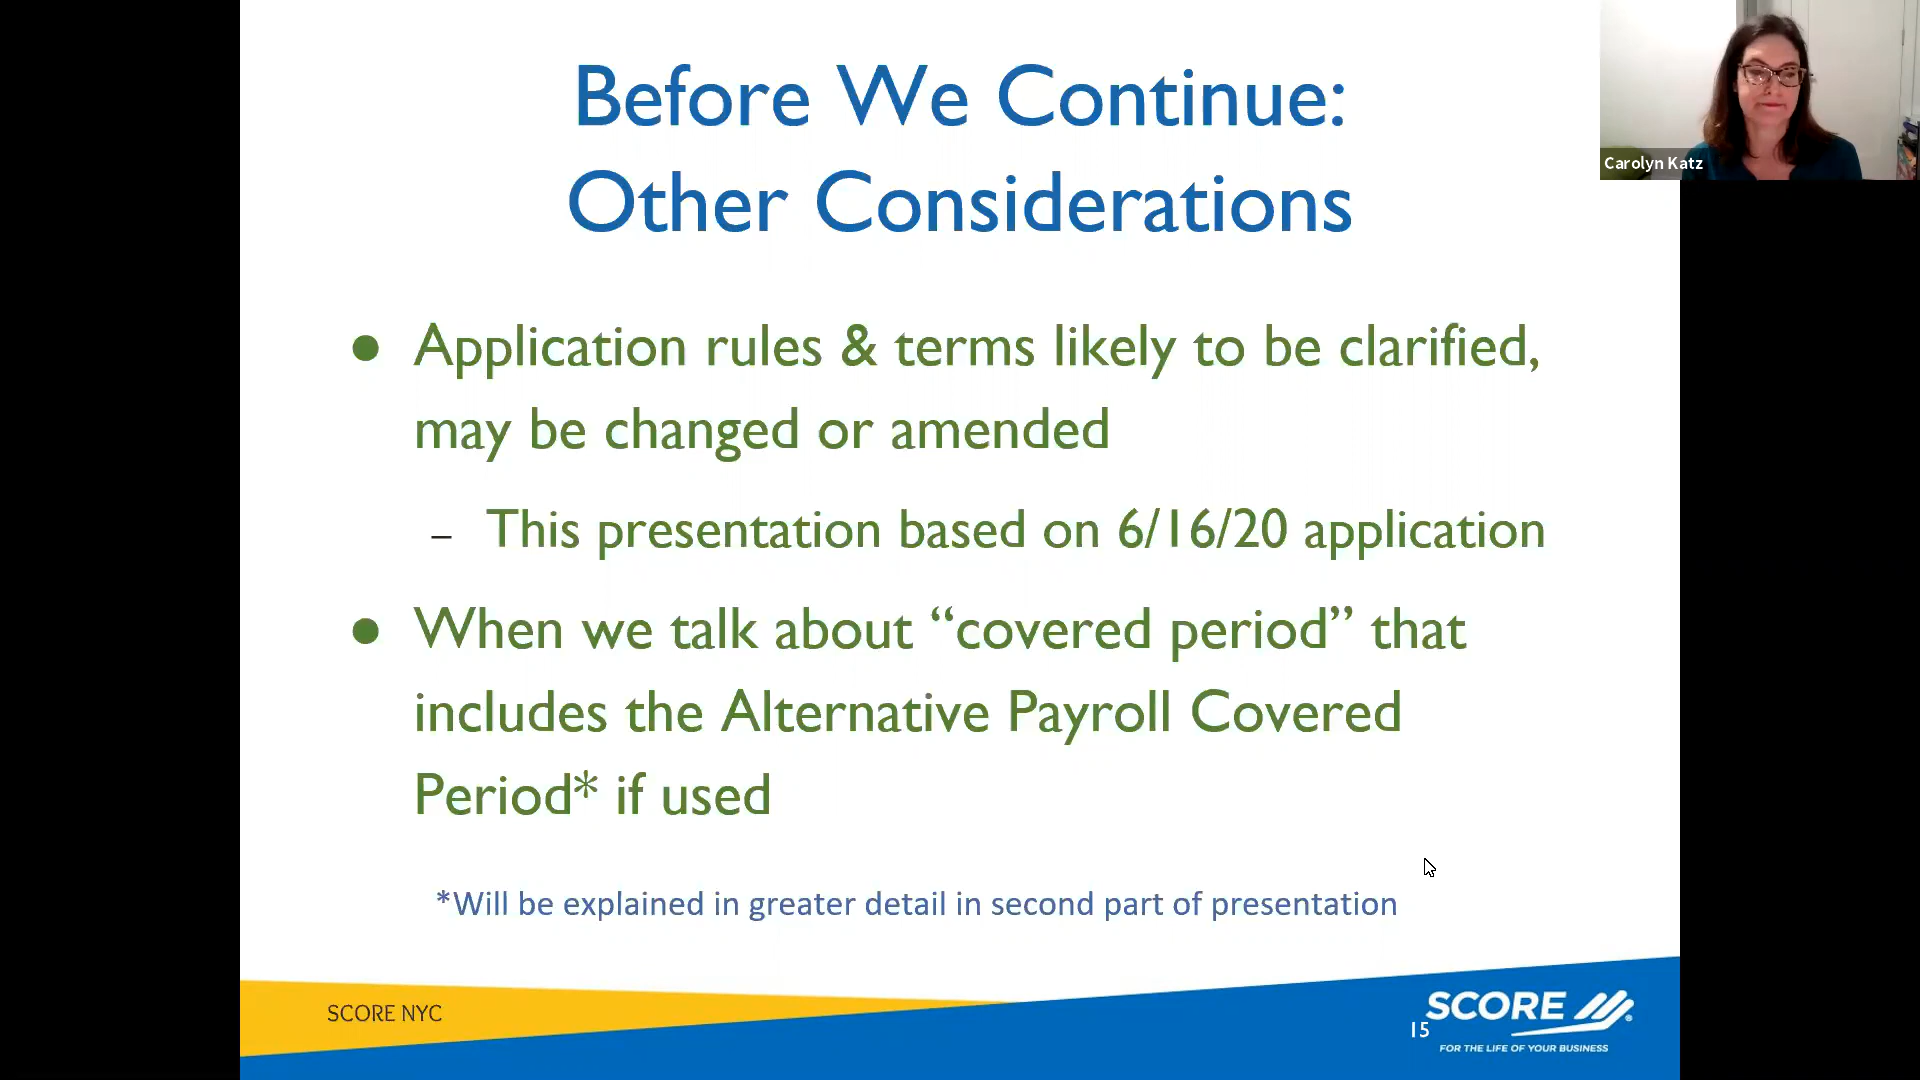 Before We Continue:
Other Considerations
Carolyn Katz
● Application rules & terms likely to be clarified,
may be changed or amended
– This presentation based on 6/16/20 application
● When we talk about “covered period” that
includes the Alternative Payroll Covered
Period* if used
*Will be explained in greater detail in second part of presentation
SCORE NYC
15
SCORE
FOR THE LIFE OF YOUR BUSINESS